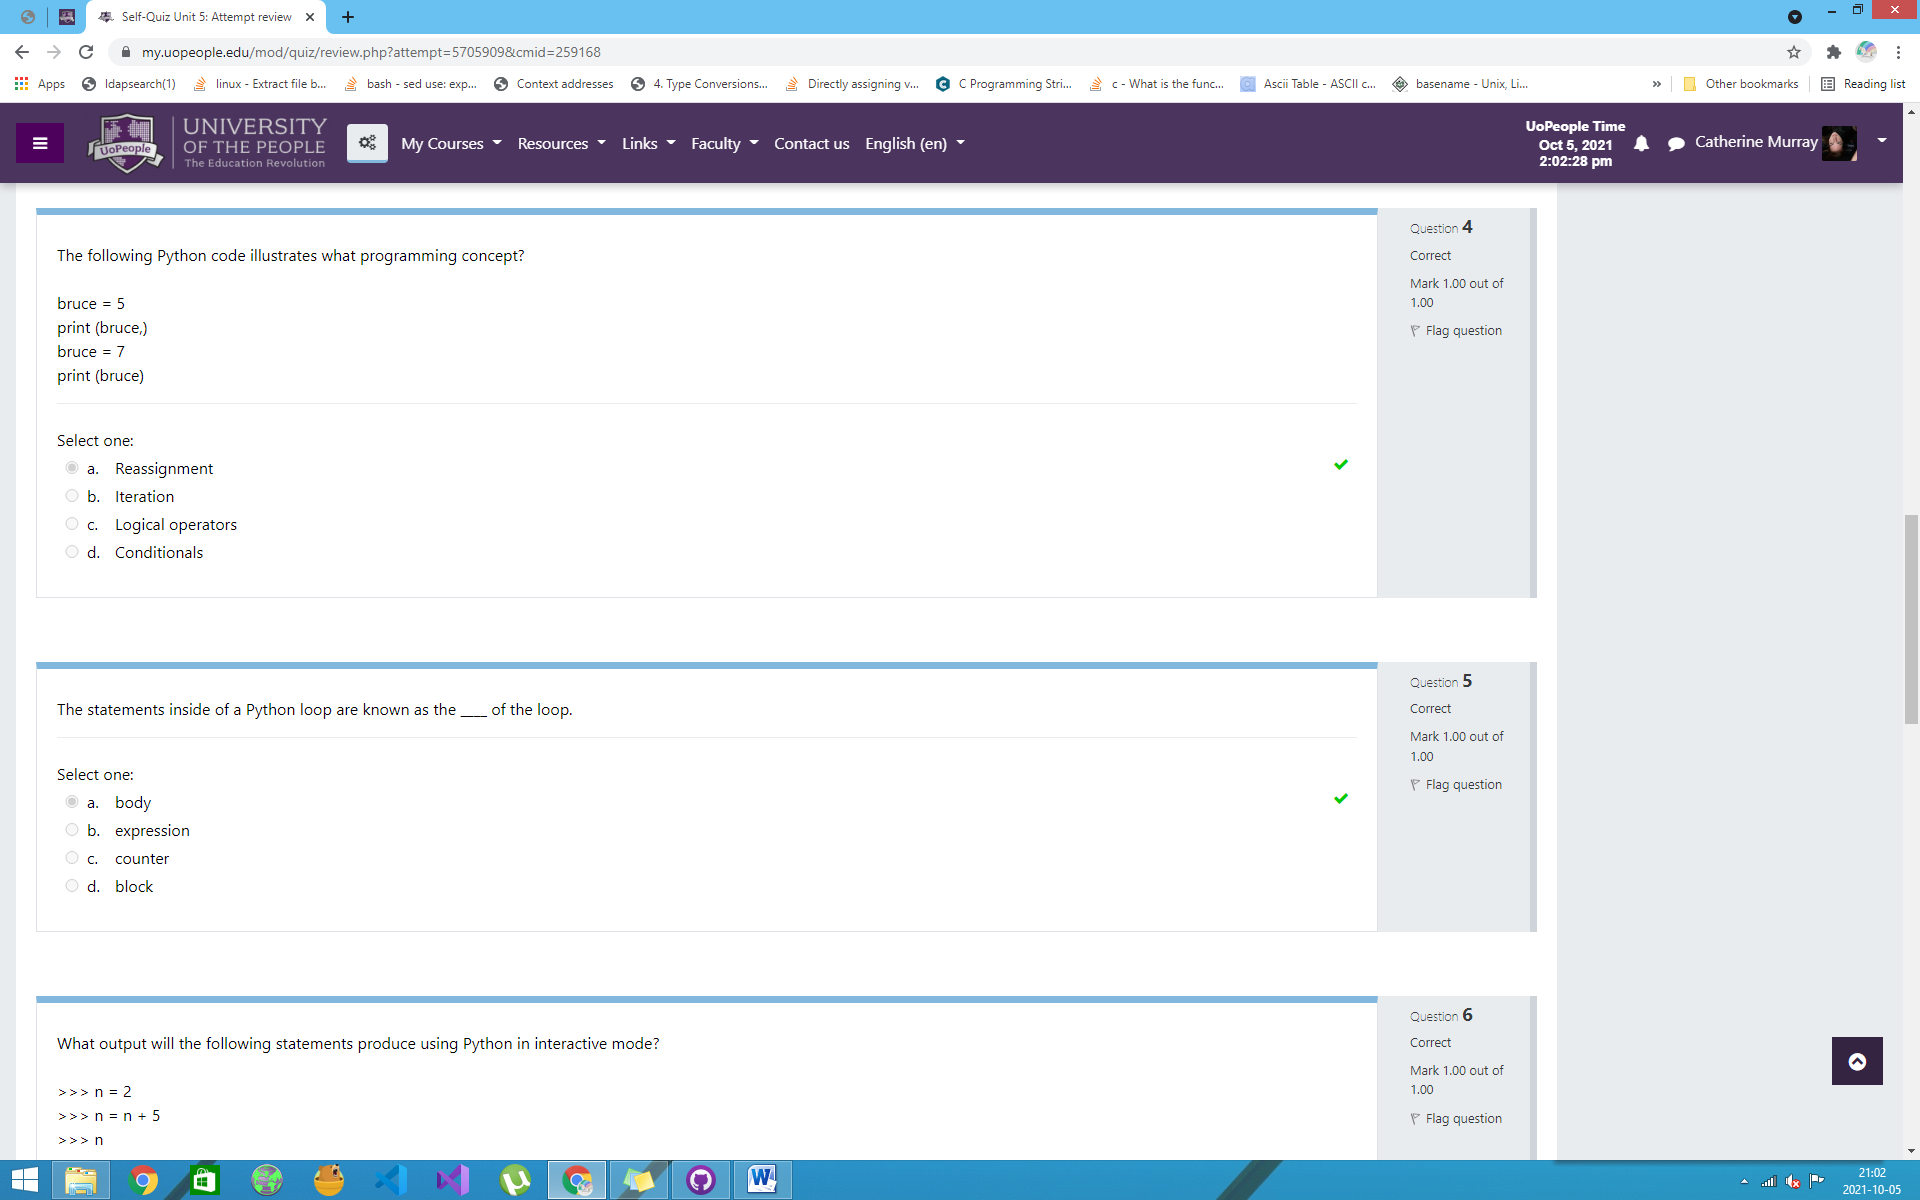 Self-Quiz Unit 5: Attempt review
my.uopeople.edu/mod/quiz/review.php?attempt=5705909&cmid=259168
Apps ldapsearch(1) linux - Extract file b... bash - sed use: exp... Context addresses 4. Type Conversions... Directly assigning v... C Programming Stri... c - What is the func... Ascii Table - ASCII c... basename - Unix, Li... » Other bookmarks Reading list
UoPeople
UNIVERSITY
OF THE PEOPLE
The Education Revolution
My Courses Resources Links Faculty Contact us English (en)
UoPeople Time
Oct 5, 2021
2:02:28 pm
Catherine Murray
The following Python code illustrates what programming concept?
bruce = 5
print (bruce,)
bruce = 7
print (bruce)
Select one:
a. Reassignment
b. Iteration
c. Logical operators
d. Conditionals
Question 4
Correct
Mark 1.00 out of
1.00
Flag question
The statements inside of a Python loop are known as the ____ of the loop.
Select one:
a. body
b. expression
c. counter
d. block
Question 5
Correct
Mark 1.00 out of
1.00
Flag question
What output will the following statements produce using Python in interactive mode?
>>> n = 2
>>> n = n + 5
>>> n
Question 6
Correct
Mark 1.00 out of
1.00
Flag question
21:02
2021-10-05